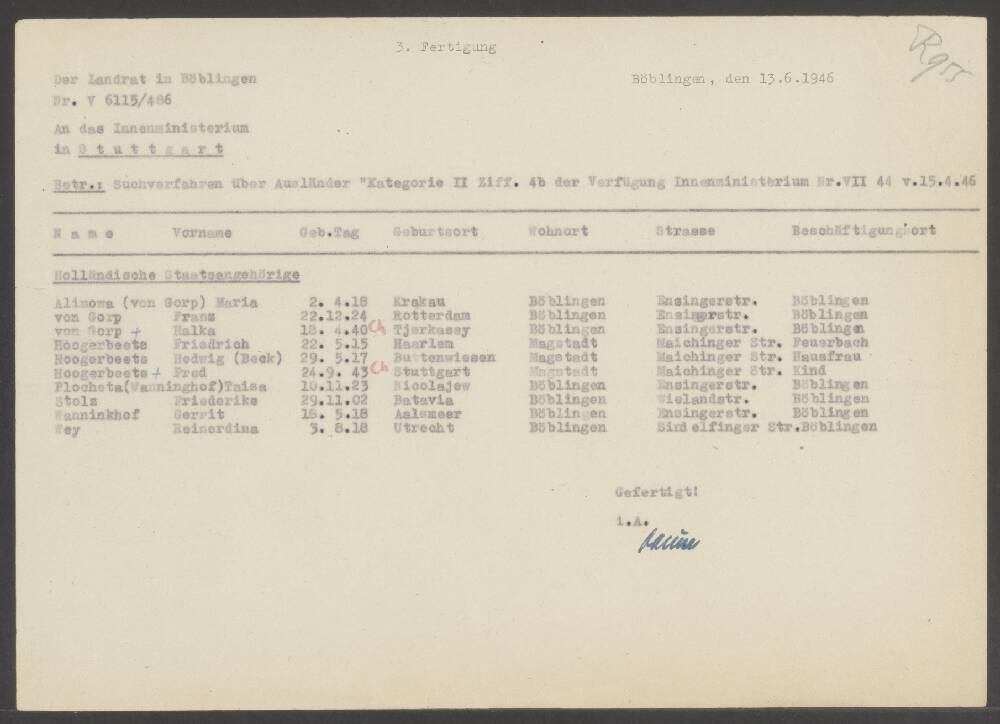 3. Fertigung
Der Landrat in Böblingen
Böblingen, den 13.6.1946
Nr. V 6115/486
An das Innenministerium
in Stuttgart
Betr.: Suchverfahren über Ausländer "Kategorie II Ziff. 4b der Verfügung Innenministerium Nr.VII 44 v.15.4.46
Name Vorname Geb.Tag Geburtsort Wohnort Strasse Beschäftigung'ort
Holländische Staatsangehörige
Alimowa (von Gorp) Maria 2. 4.18 Krakau Böblingen Ensingerstr. Böblingen
von Gorp Franz 22.12.24 Rotterdam Böblingen Ensingerstr. Böblingen
von Gorp + Halka 18. 4.40 Ch Tjerkassy Böblingen Ensingerstr. Böblingen
Hoogerbeets Friedrich 22. 5.15 Haarlem Magstadt Maichinger Str. Feuerbach
Hoogerbeets Hedwig (Beck) 29. 5.17 Buttenwiesen Magstadt Maichinger Str. Hausfrau
Hoogerbeets + Fred 24.9. 43 Ch Stuttgart Magstadt Maichinger Str. Kind
Plocheta(Wanninghof)Taisa 10.11.23 Nicolajew Böblingen Ensingerstr. Böblingen
Stolz Friederike 29.11.02 Batavia Böblingen Wielandstr. Böblingen
Wanninkhof Gerrit 18. 5.18 Aalsmeer Böblingen Ensingerstr. Böblingen
Wey Reinerdina 3. 8.18 Utrecht Böblingen Sindelfinger Str.Böblingen
Gefertigt!
i.A.